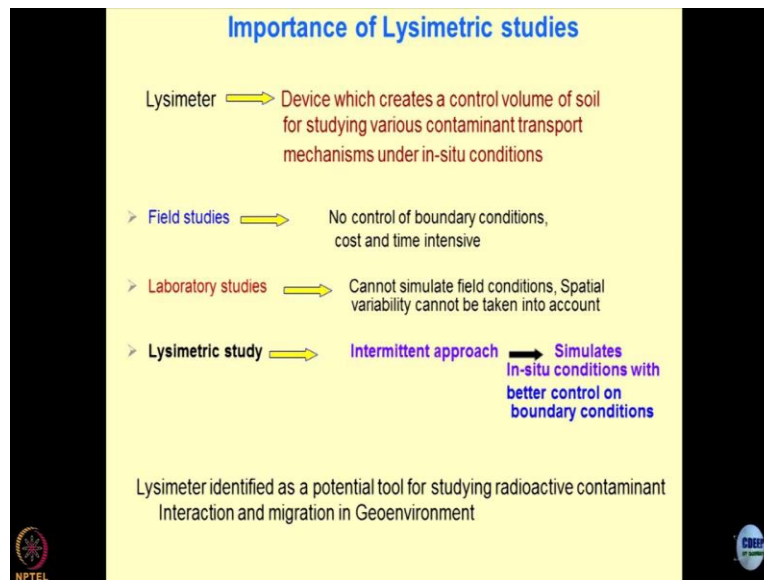 Importance of Lysimetric studies
Lysimeter
Device which creates a control volume of soil
for studying various contaminant transport
mechanisms under in-situ conditions
Field studies
No control of boundary conditions,
cost and time intensive
Laboratory studies
Cannot simulate field conditions, Spatial
variability cannot be taken into account
Lysimetric study
Intermittent approach
Simulates
In-situ conditions with
better control on
boundary conditions
Lysimeter identified as a potential tool for studying radioactive contaminant
Interaction and migration in Geoenvironment
NPTEL
CDEEP